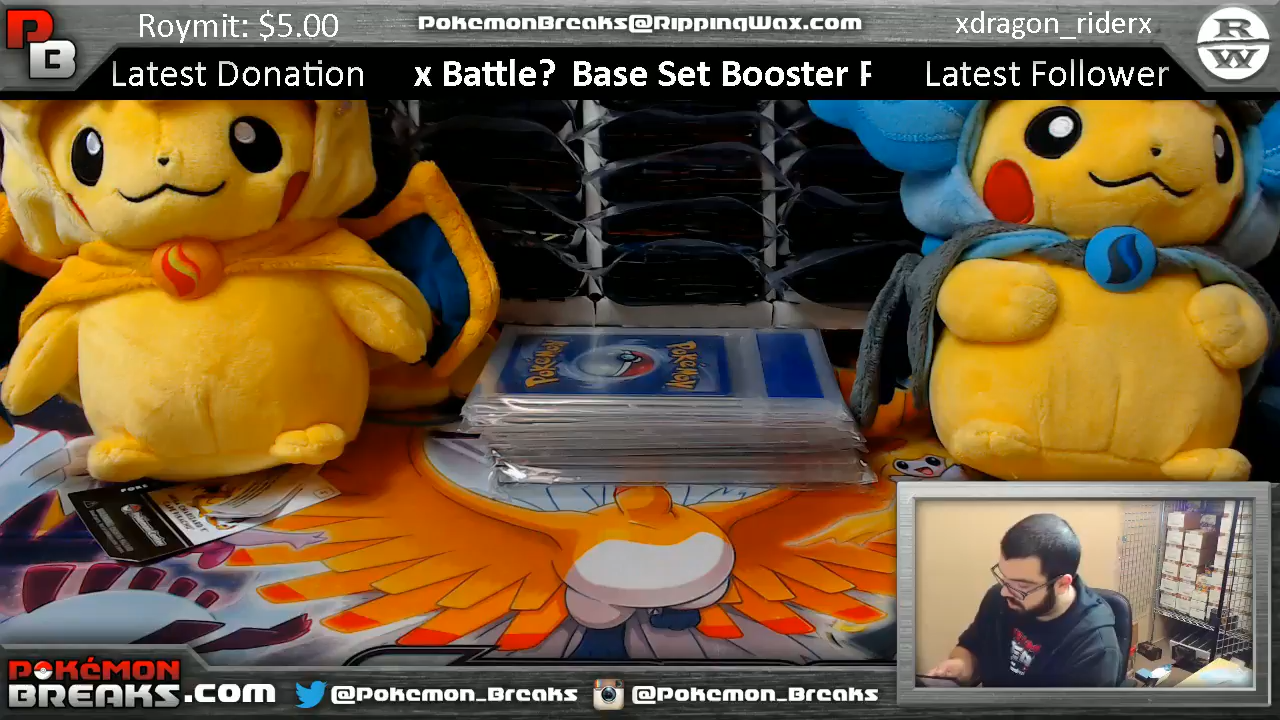 Roymit: $5.00
PokemonBreaks@RippingWax.com
xdragon_riderx
PB
RW
Latest Donation
x Battle? Base Set Booster
Latest Follower
POKéMON
POKéMON
POKéMON
BREAKS.com
@Pokemon_Breaks
@Pokemon_Breaks